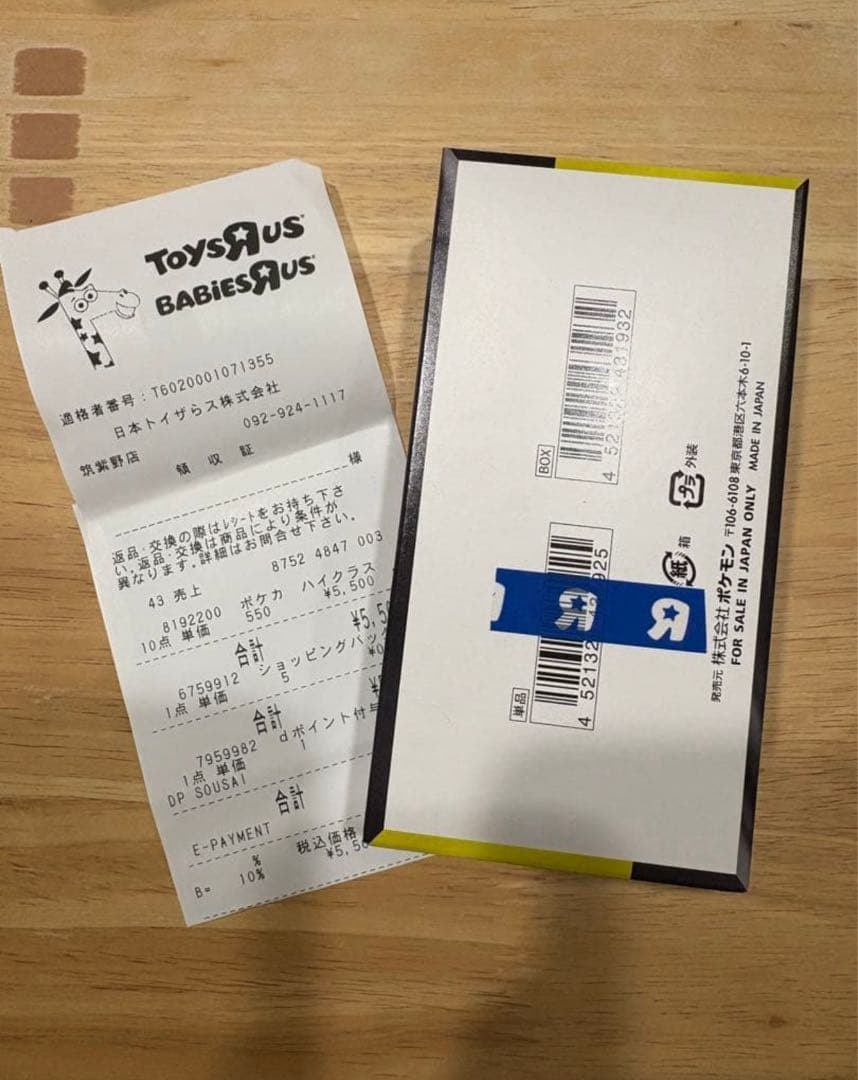 TOYSЯUS
BABIESЯUS
適格者番号:T6020001071355
日本トイザらス株式会社
筑紫野店 092-924-1117
領 収 証
様
返品・交換の際はレシートをお持ち下さ
い。返品・交換は商品により条件が
異なります。詳細はお問合せ下さい。
43 売上 8752 4847 003
8192200 ポケカ ハイクラス
10点 単価 550 ¥5,500
合計
6759912 ショッピングバッグ
1点 単価 5
合計
7959982 dポイント付与
1点 単価 1
DP SOUSAI
合計
E-PAYMENT
% 税込価格
B= 10%
BOX
単品
プラ 外装
紙 箱
発売元 株式会社ポケモン 〒106-6108 東京都港区六本木6-10-1
FOR SALE IN JAPAN ONLY MADE IN JAPAN